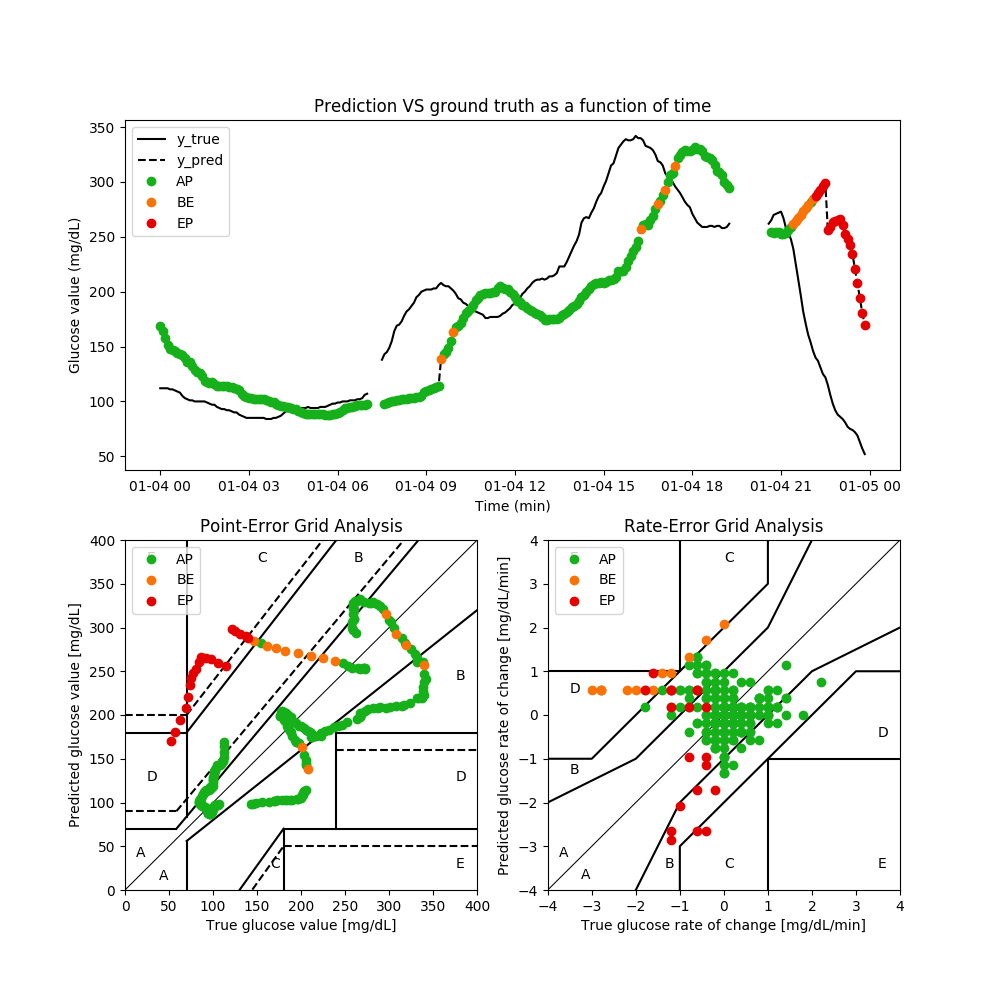 Prediction VS ground truth as a function of time
Glucose value (mg/dL)
350
300
250
200
150
100
50
y_true
y_pred
AP
BE
EP
01-04 00
01-04 03
01-04 06
01-04 09
01-04 12
01-04 15
01-04 18
01-04 21
01-05 00
Time (min)
Point-Error Grid Analysis
Predicted glucose value [mg/dL]
400
350
300
250
200
150
100
50
0
AP
BE
EP
C
B
B
D
D
A
A
C
E
0
50
100
150
200
250
300
350
400
True glucose value [mg/dL]
Rate-Error Grid Analysis
Predicted glucose rate of change [mg/dL/min]
4
3
2
1
0
−1
−2
−3
−4
AP
BE
EP
C
D
D
B
A
A
B
C
E
−4
−3
−2
−1
0
1
2
3
4
True glucose rate of change [mg/dL/min]